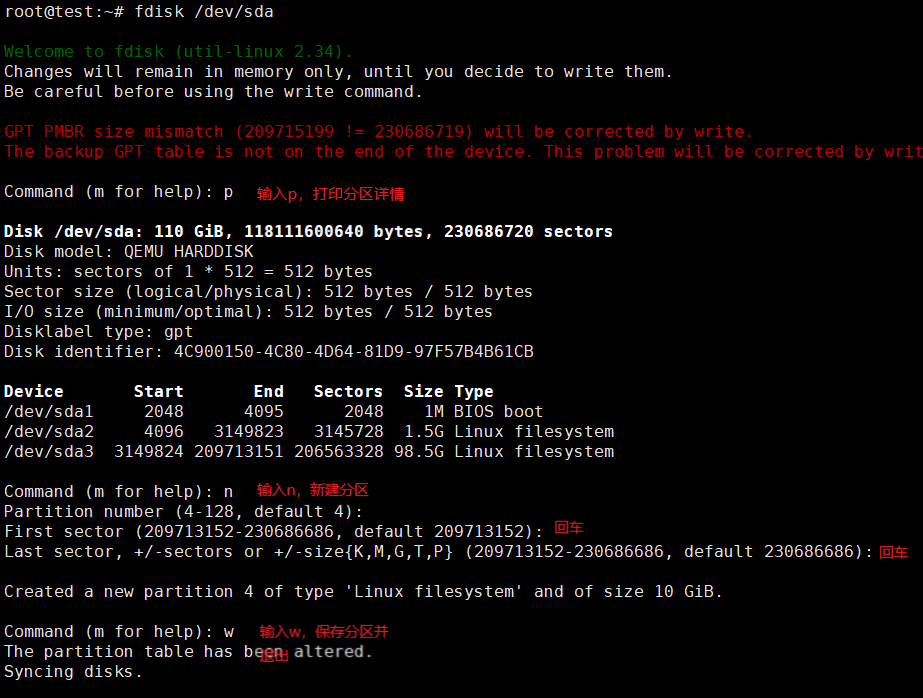 root@test:~# fdisk /dev/sda
Welcome to fdisk (util-linux 2.34).
Changes will remain in memory only, until you decide to write them.
Be careful before using the write command.
GPT PMBR size mismatch (209715199 != 230686719) will be corrected by write.
The backup GPT table is not on the end of the device. This problem will be corrected by writ
Command (m for help): p 输入p，打印分区详情
Disk /dev/sda: 110 GiB, 118111600640 bytes, 230686720 sectors
Disk model: QEMU HARDDISK
Units: sectors of 1 * 512 = 512 bytes
Sector size (logical/physical): 512 bytes / 512 bytes
I/O size (minimum/optimal): 512 bytes / 512 bytes
Disklabel type: gpt
Disk identifier: 4C900150-4C80-4D64-81D9-97F57B4B61CB
Device Start End Sectors Size Type
/dev/sda1 2048 4095 2048 1M BIOS boot
/dev/sda2 4096 3149823 3145728 1.5G Linux filesystem
/dev/sda3 3149824 209713151 206563328 98.5G Linux filesystem
Command (m for help): n 输入n，新建分区
Partition number (4-128, default 4):
First sector (209713152-230686686, default 209713152): 回车
Last sector, +/-sectors or +/-size{K,M,G,T,P} (209713152-230686686, default 230686686): 回车
Created a new partition 4 of type 'Linux filesystem' and of size 10 GiB.
Command (m for help): w 输入w，保存分区并
退出
The partition table has been altered.
Syncing disks.